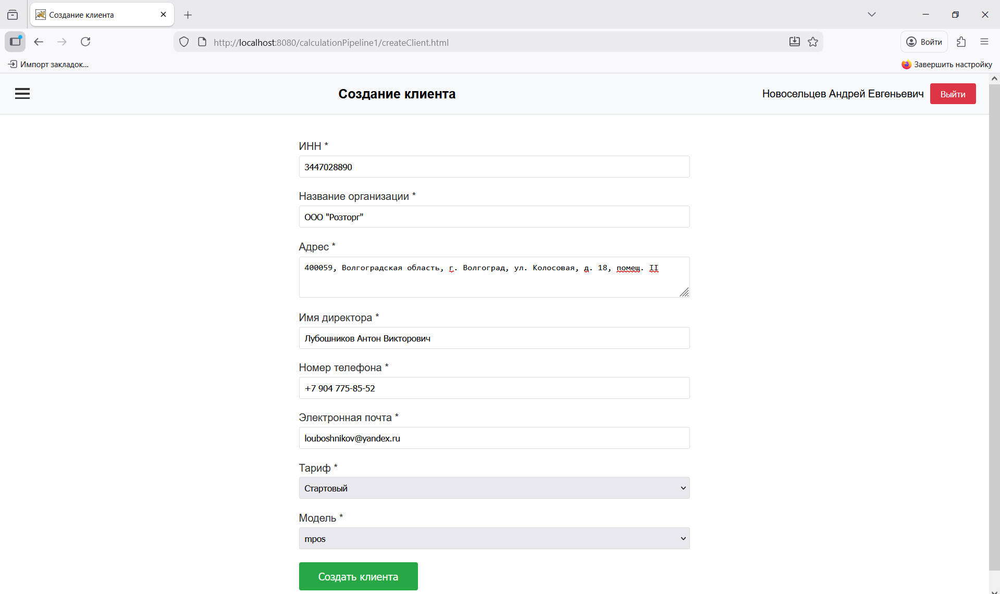 Создание клиента
http://localhost:8080/calculationPipeline1/createClient.html
Войти
Импорт закладок...
Завершить настройку
Создание клиента
Новосельцев Андрей Евгеньевич
Выйти
ИНН *
3447028890
Название организации *
ООО "Розторг"
Адрес *
400059, Волгоградская область, г. Волгоград, ул. Колосовая, д. 18, помещ. II
Имя директора *
Лубошников Антон Викторович
Номер телефона *
+7 904 775-85-52
Электронная почта *
louboshnikov@yandex.ru
Тариф *
Стартовый
Модель *
mpos
Создать клиента